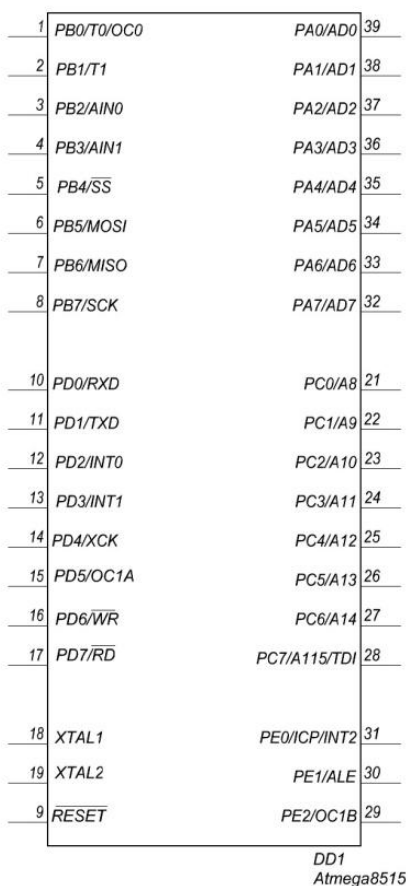 1 PB0/T0/OC0 PA0/AD0 39
2 PB1/T1 PA1/AD1 38
3 PB2/AIN0 PA2/AD2 37
4 PB3/AIN1 PA3/AD3 36
5 PB4/S̅S̅ PA4/AD4 35
6 PB5/MOSI PA5/AD5 34
7 PB6/MISO PA6/AD6 33
8 PB7/SCK PA7/AD7 32
10 PD0/RXD PC0/A8 21
11 PD1/TXD PC1/A9 22
12 PD2/INT0 PC2/A10 23
13 PD3/INT1 PC3/A11 24
14 PD4/XCK PC4/A12 25
15 PD5/OC1A PC5/A13 26
16 PD6/W̅R̅ PC6/A14 27
17 PD7/R̅D̅ PC7/A115/TDI 28
18 XTAL1 PE0/ICP/INT2 31
19 XTAL2 PE1/ALE 30
9 R̅E̅S̅E̅T̅ PE2/OC1B 29
DD1
Atmega8515